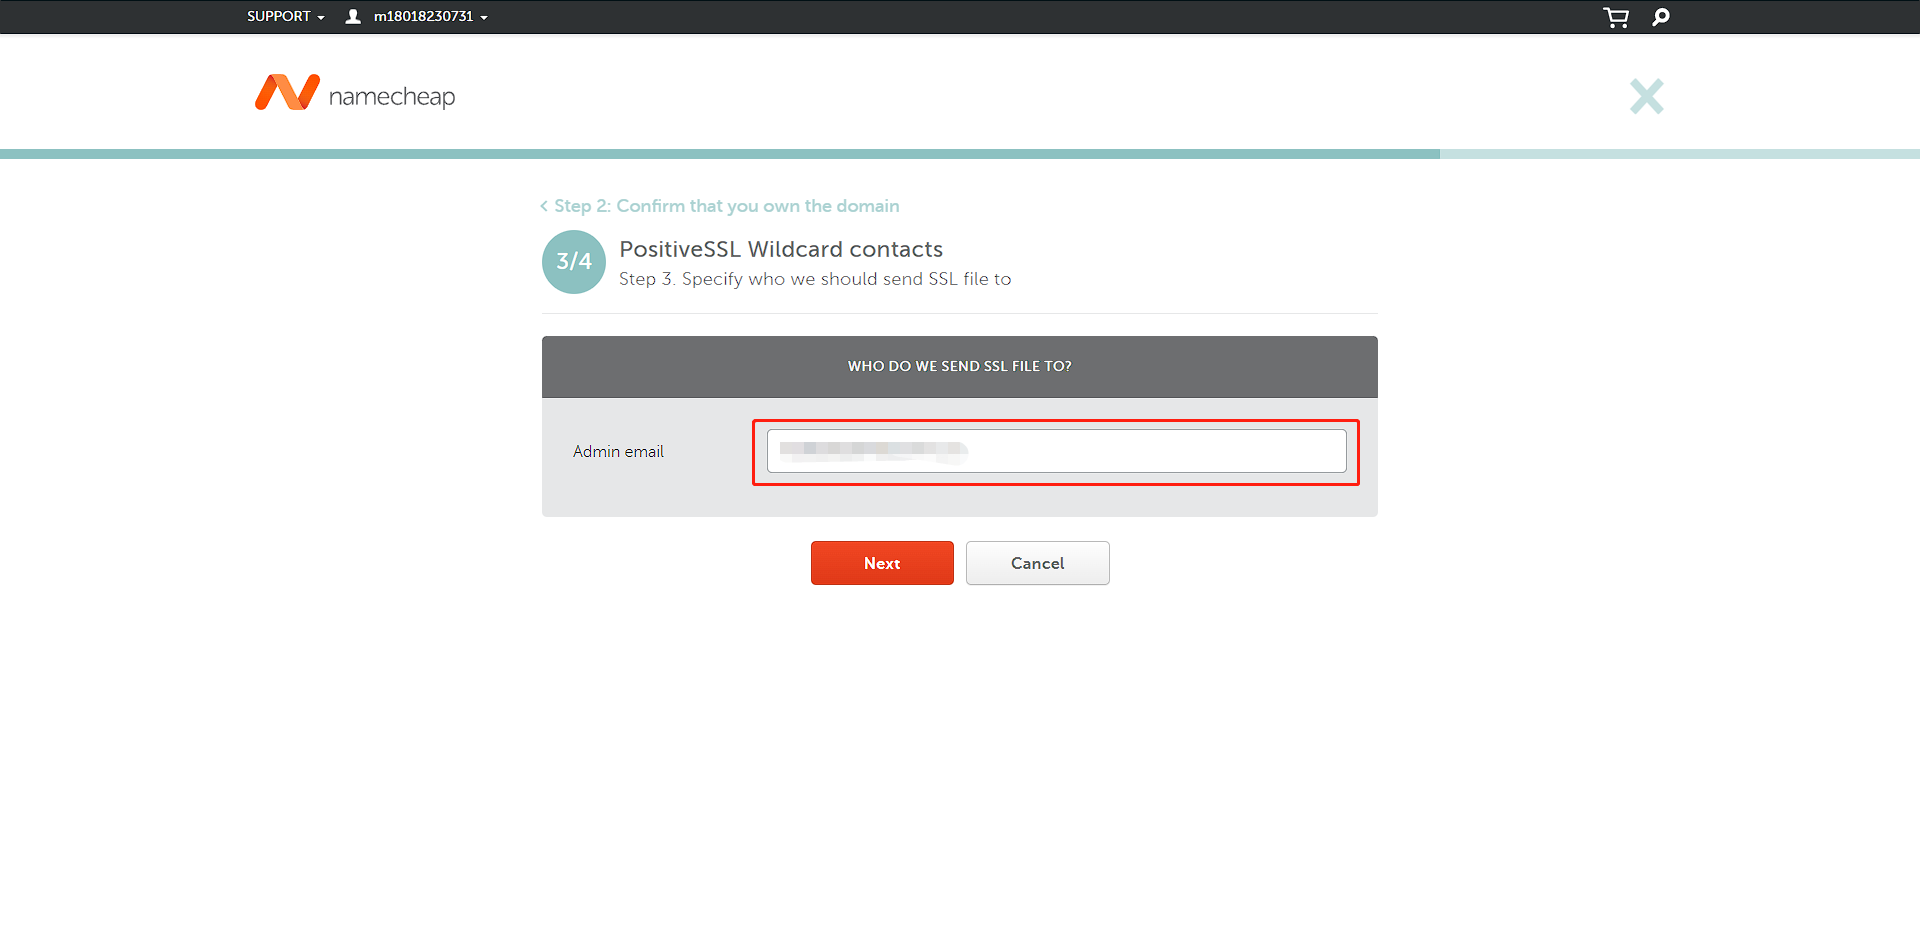 SUPPORT
m18018230731
namecheap
Step 2: Confirm that you own the domain
3/4
PositiveSSL Wildcard contacts
Step 3. Specify who we should send SSL file to
WHO DO WE SEND SSL FILE TO?
Admin email
Next
Cancel